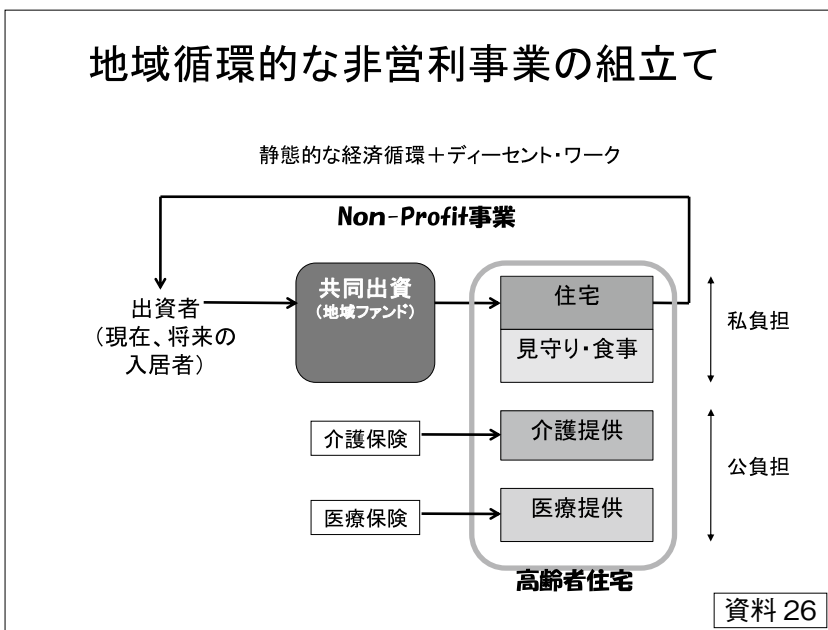 地域循環的な非営利事業の組立て
静態的な経済循環＋ディーセント・ワーク
Non-Profit事業
共同出資
（地域ファンド）
出資者
（現在、将来の
入居者）
住宅
見守り・食事
私負担
介護保険
介護提供
公負担
医療保険
医療提供
高齢者住宅
資料 26